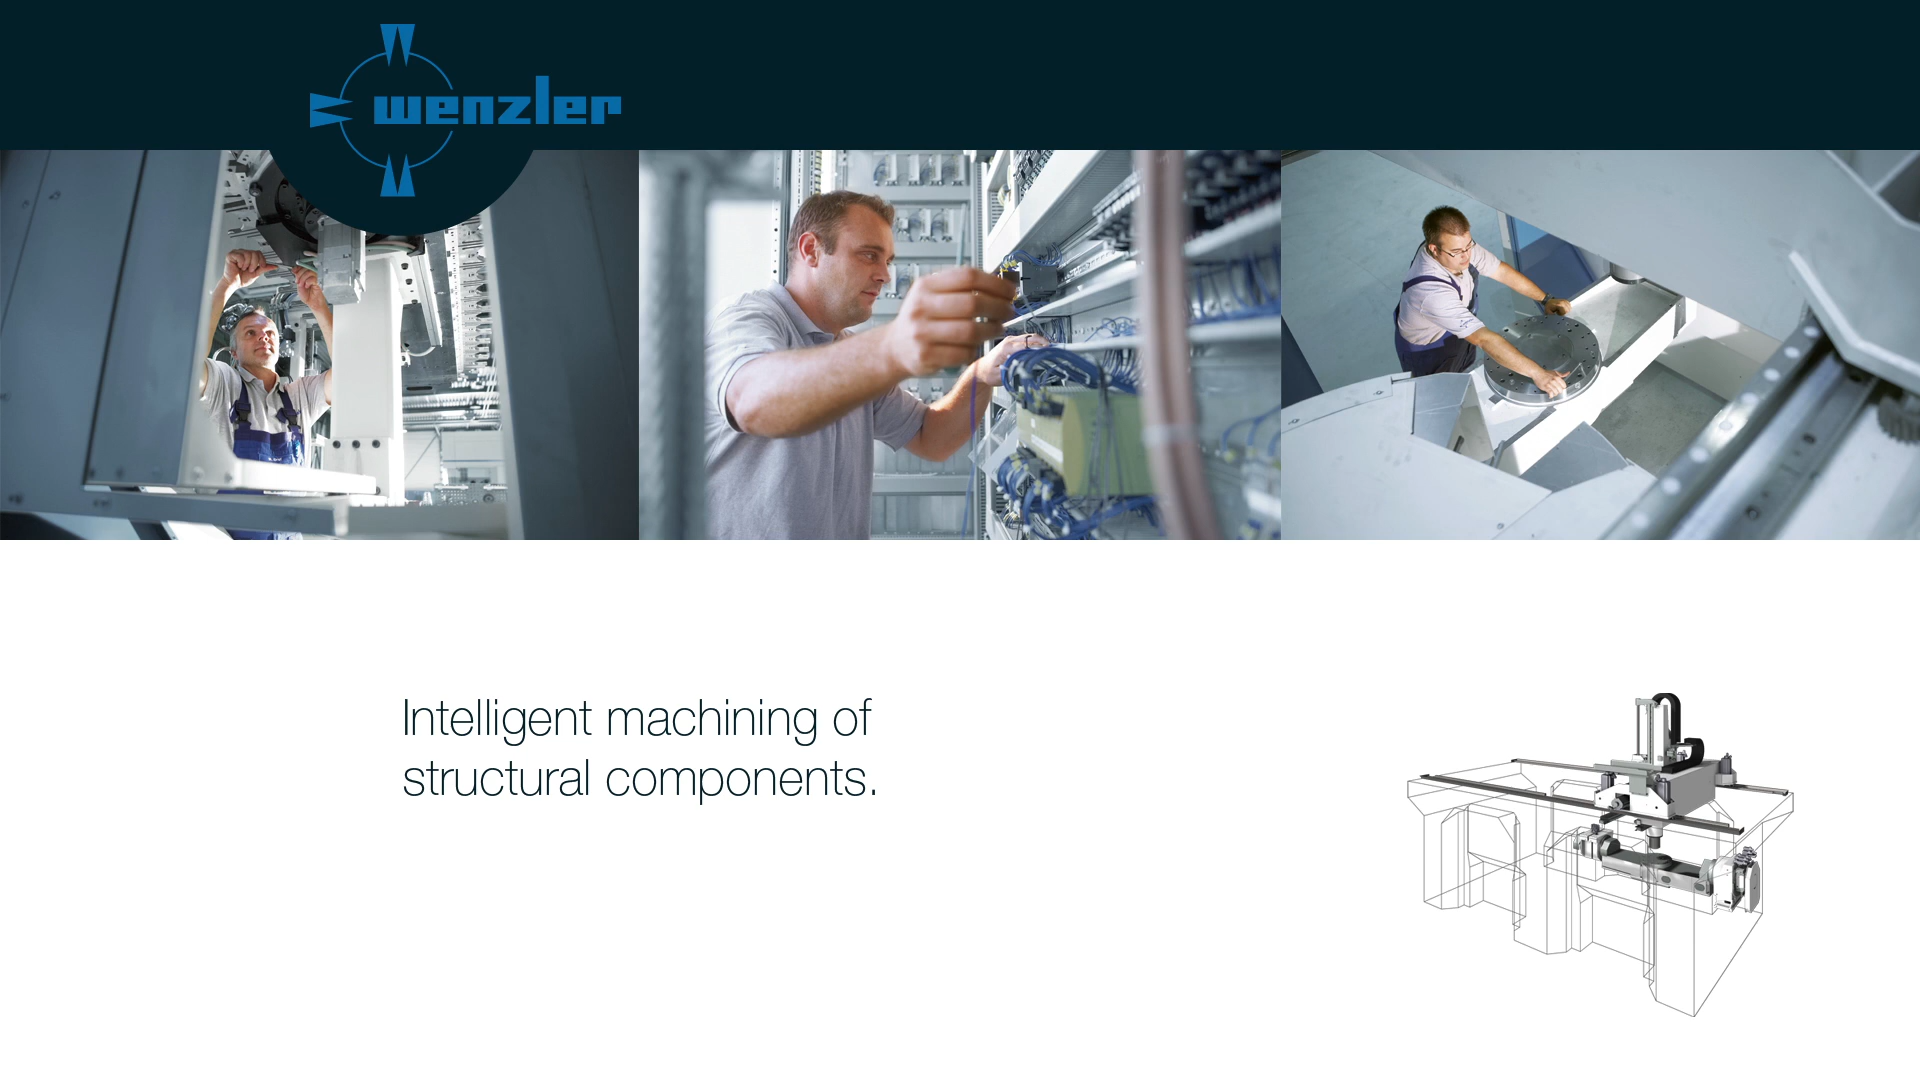 wenzler
Intelligent machining of
structural components.